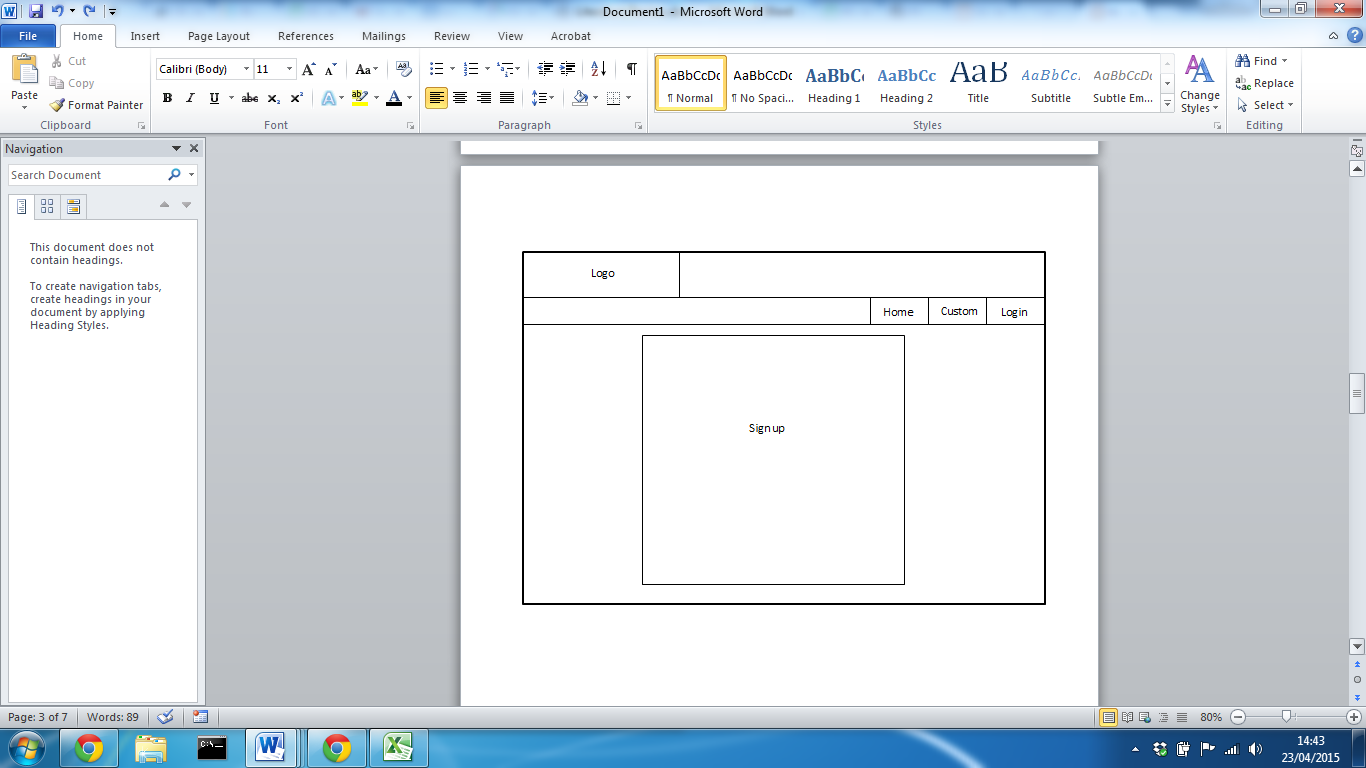 Document1 - Microsoft Word
File Home Insert Page Layout References Mailings Review View Acrobat
Paste
Cut
Copy
Format Painter
Clipboard
Calibri (Body) 11
Font
Paragraph
AaBbCcDc AaBbCcDc AaBbCc AaBbCc AaB AaBbCc. AaBbCcDc
¶ Normal ¶ No Spaci... Heading 1 Heading 2 Title Subtitle Subtle Em...
Styles
Change
Styles
Find
Replace
Select
Editing
Navigation
Search Document
This document does not
contain headings.
To create navigation tabs,
create headings in your
document by applying
Heading Styles.
Logo
Home Custom Login
Signup
Page: 3 of 7 Words: 89
80%
14:43
23/04/2015